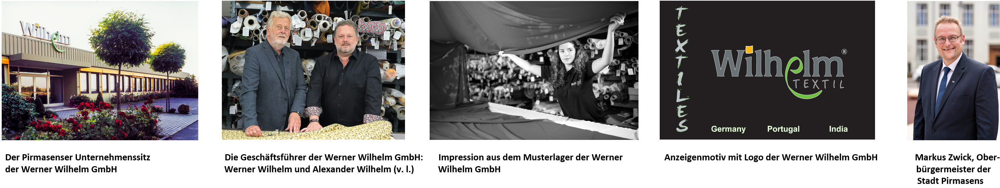 Wilhelm
Wilhelm
TEXTILES
Wilhelm®
TEXTIL
Germany Portugal India
Der Pirmasenser Unternehmenssitz
der Werner Wilhelm GmbH
Die Geschäftsführer der Werner Wilhelm GmbH:
Werner Wilhelm und Alexander Wilhelm (v. l.)
Impression aus dem Musterlager der Werner
Wilhelm GmbH
Anzeigenmotiv mit Logo der Werner Wilhelm GmbH
Markus Zwick, Ober-
bürgermeister der
Stadt Pirmasens